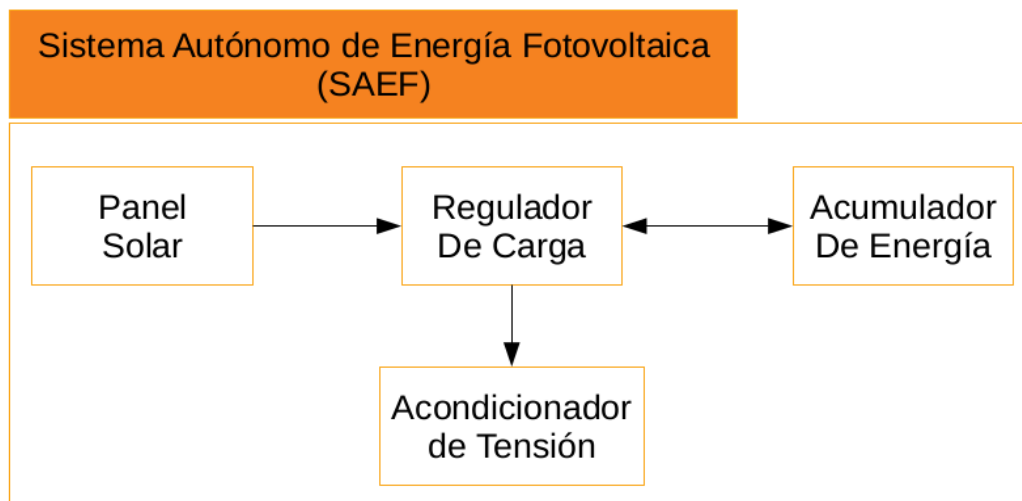 Sistema Autónomo de Energía Fotovoltaica
(SAEF)
Panel
Solar
Regulador
De Carga
Acumulador
De Energía
Acondicionador
de Tensión